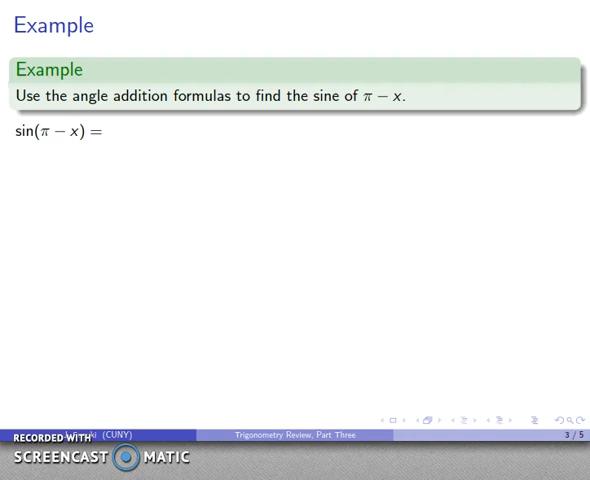 Example
Example
Use the angle addition formulas to find the sine of π − x.
sin(π − x) =
(CUNY) Trigonometry Review, Part Three 3 / 5
RECORDED WITH
SCREENCAST MATIC